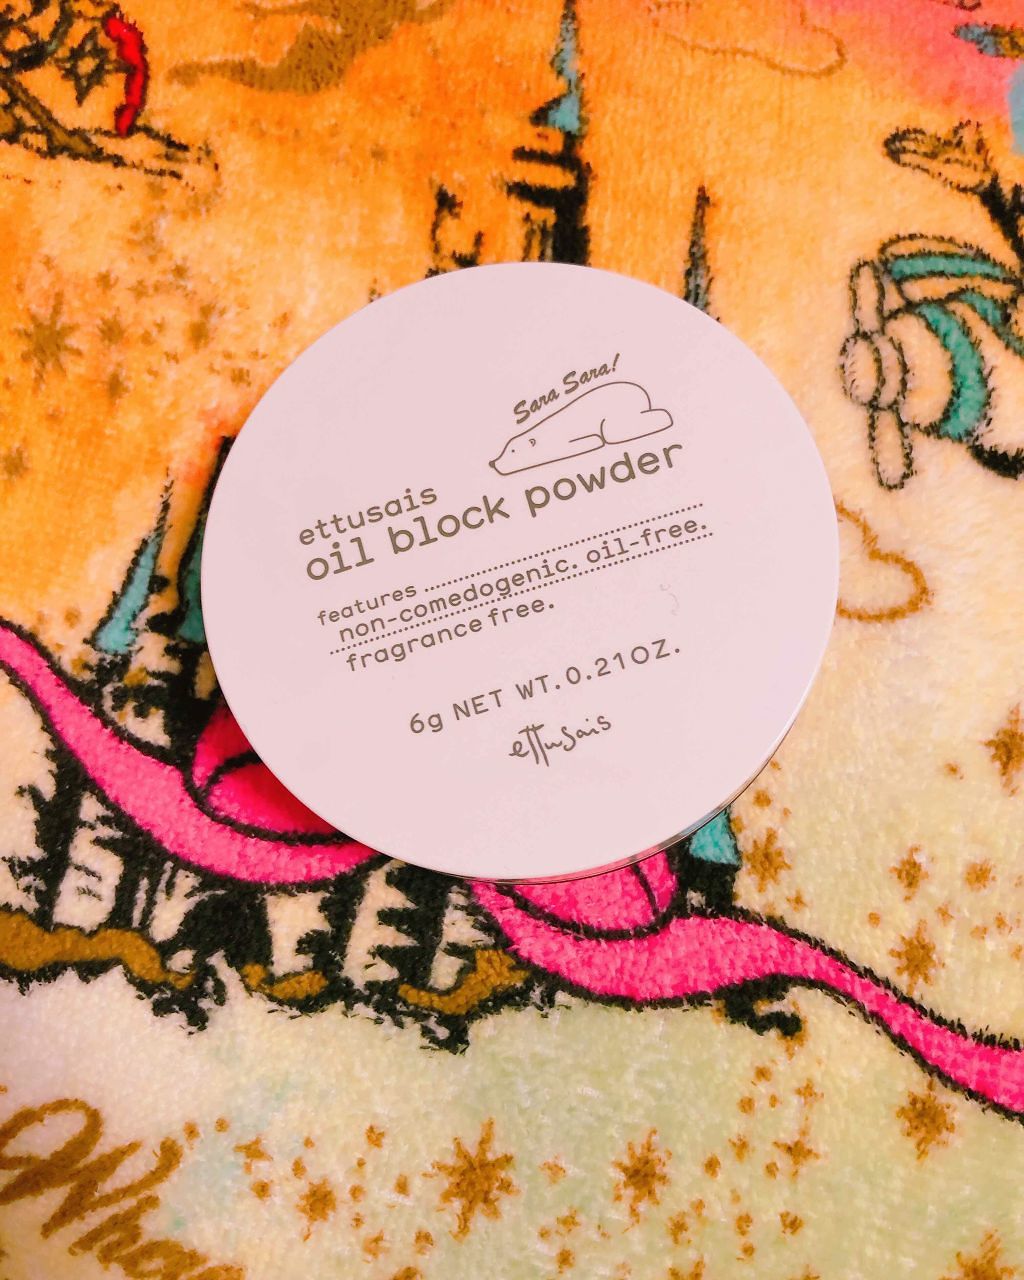 Sara Sara!
ettusais
oil block powder
features
non-comedogenic. oil-free.
fragrance free.
6g NET WT. 0.21OZ.
ettusais